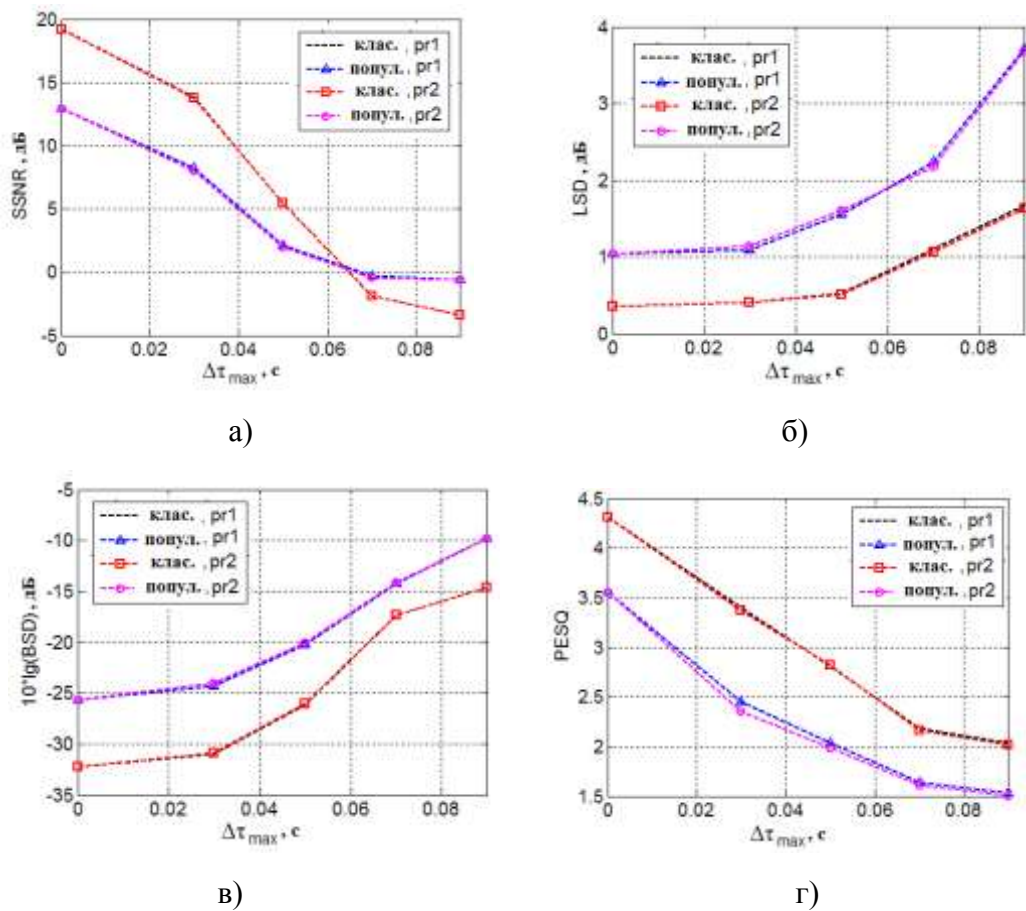 20
15
10
5
0
-5
SSNR, дБ
клас. , pr1
попул. , pr1
клас. , pr2
попул. , pr2
0 0.02 0.04 0.06 0.08
Δτmax, с
а)
4
3
2
1
0
LSD, дБ
клас. , pr1
попул. , pr1
клас. , pr2
попул. , pr2
0 0.02 0.04 0.06 0.08
Δτmax, с
б)
-5
-10
-15
-20
-25
-30
-35
10*lg(BSD), дБ
клас. , pr1
попул. , pr1
клас. , pr2
попул. , pr2
0 0.02 0.04 0.06 0.08
Δτmax, с
в)
4.5
4
3.5
3
2.5
2
1.5
PESQ
клас. , pr1
попул. , pr1
клас. , pr2
попул. , pr2
0 0.02 0.04 0.06 0.08
Δτmax, с
г)